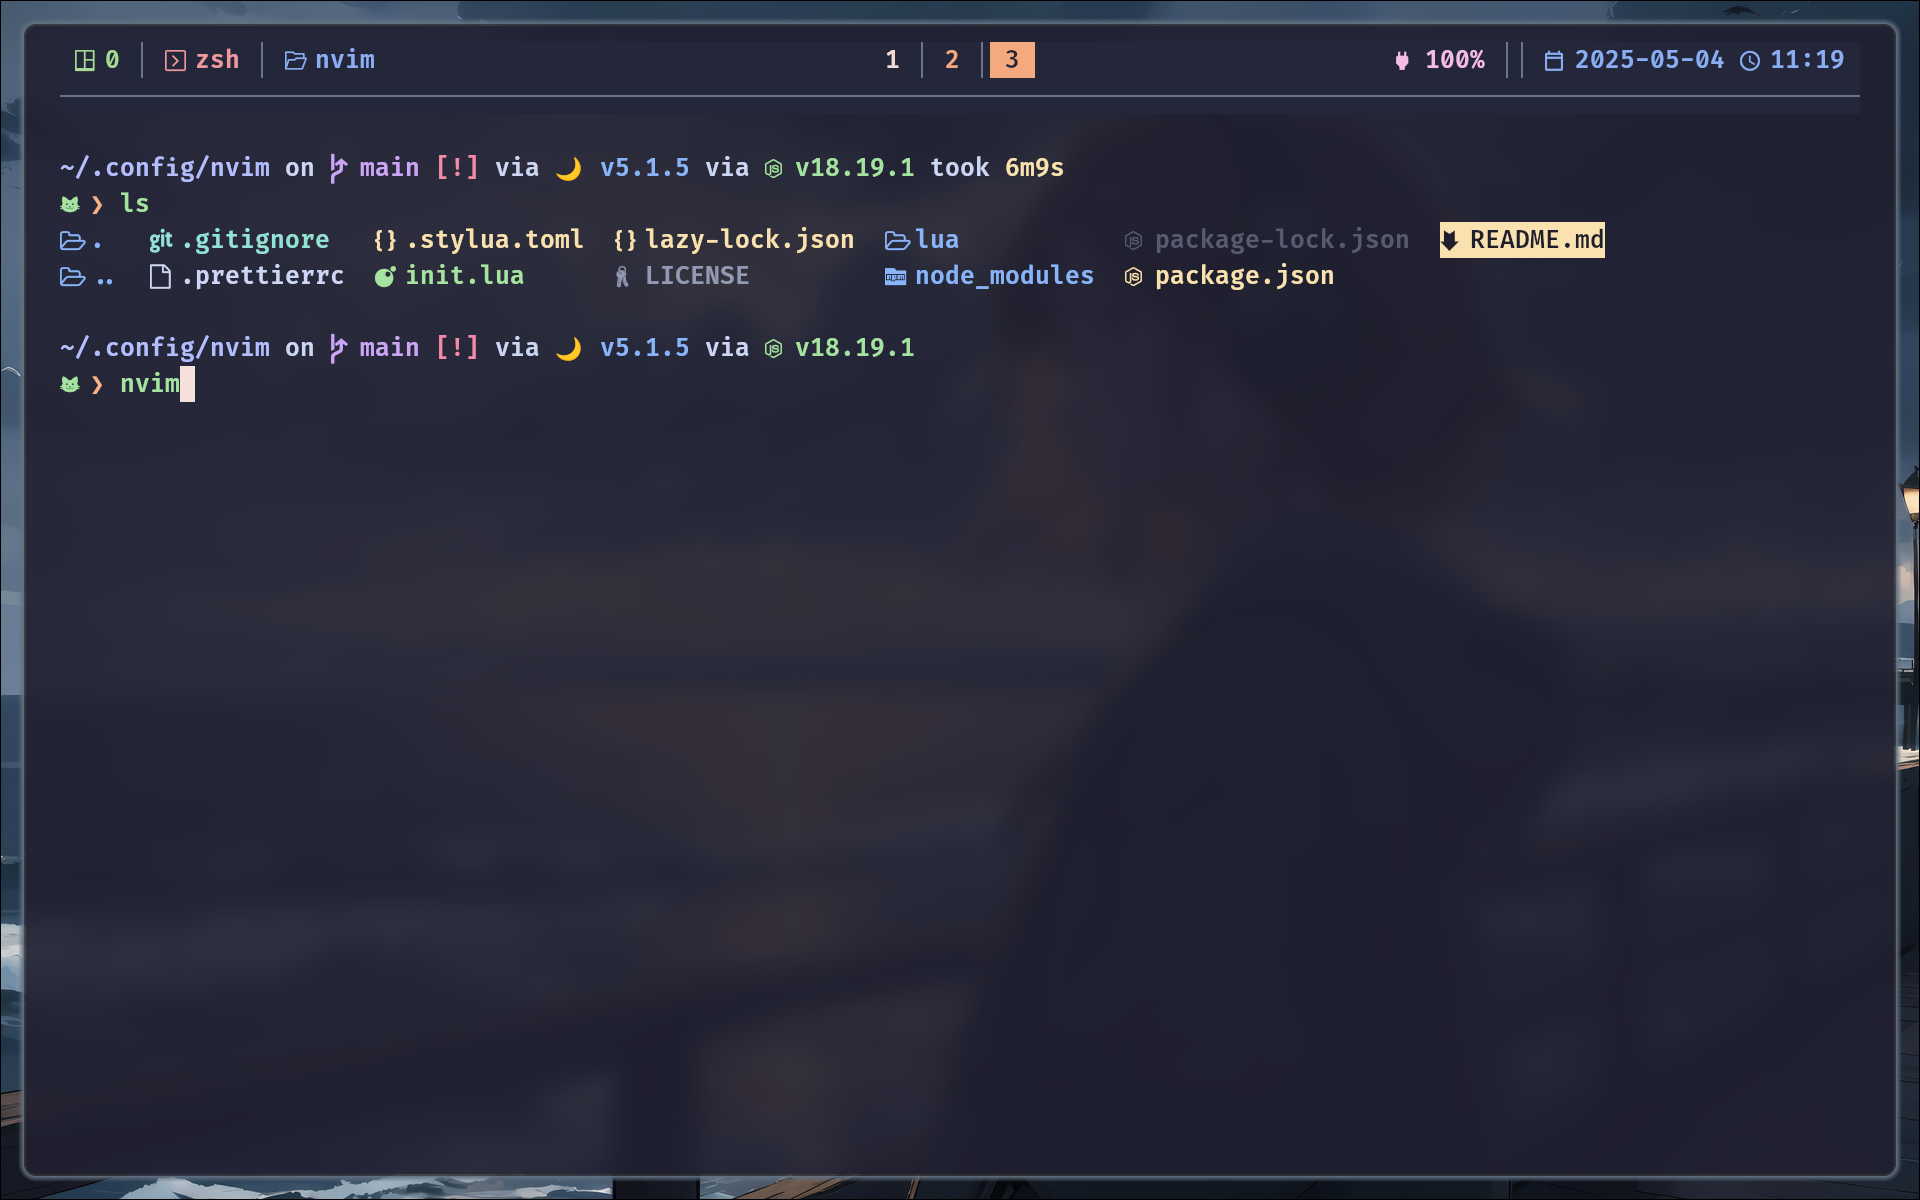 0 zsh nvim 1 2 3 100% 2025-05-04 11:19
~/.config/nvim on main [!] via 🌙 v5.1.5 via v18.19.1 took 6m9s
❯ ls
. git .gitignore {} .stylua.toml {} lazy-lock.json lua package-lock.json README.md
.. .prettierrc init.lua LICENSE node_modules package.json
~/.config/nvim on main [!] via 🌙 v5.1.5 via v18.19.1
❯ nvim